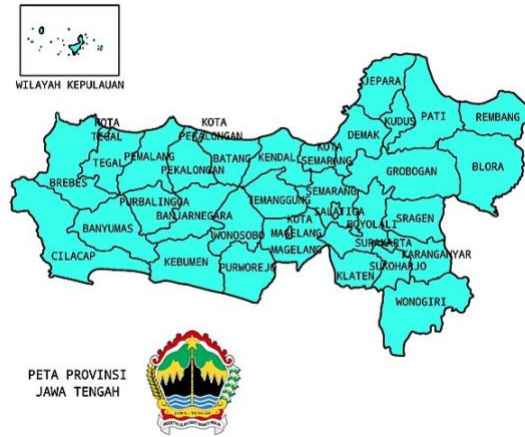 WILAYAH KEPULAUAN
JEPARA
KUDUS
PATI
REMBANG
KOTA
TEGAL
KOTA
PEKALONGAN
DEMAK
KOTA
SEMARANG
TEGAL
PEMALANG
PEKALONGAN
BATANG
KENDAL
GROBOGAN
BLORA
BREBES
PURBALINGGA
BANJARNEGARA
TEMANGGUNG
SEMARANG
SALATIGA
BOYOLALI
SRAGEN
BANYUMAS
WONOSOBO
KOTA
MAGELANG
MAGELANG
SURAKARTA
KARANGANYAR
CILACAP
KEBUMEN
PURWOREJO
KLATEN
SUKOHARJO
WONOGIRI
PETA PROVINSI
JAWA TENGAH
JAWA TENGAH